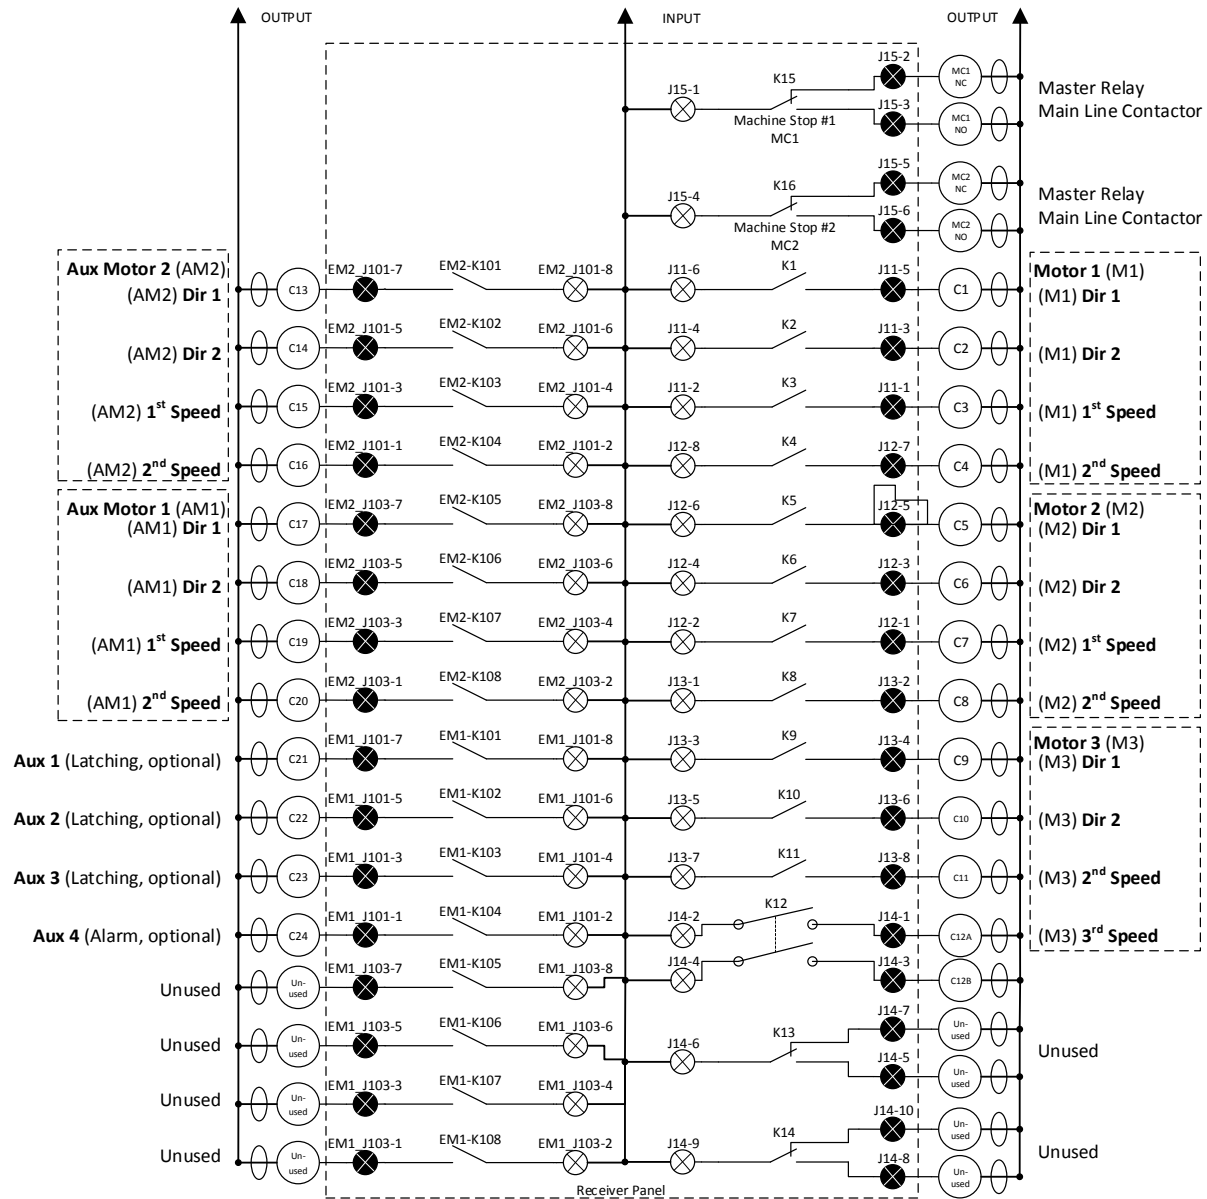 OUTPUT INPUT OUTPUT
J15-1 K15 J15-2 MC1 NC
J15-3 MC1 NO
Machine Stop #1
MC1
Master Relay
Main Line Contactor
J15-4 K16 J15-5 MC2 NC
J15-6 MC2 NO
Machine Stop #2
MC2
Master Relay
Main Line Contactor
Aux Motor 2 (AM2)
Motor 1 (M1)
(AM2) Dir 1 C13 EM2_J101-7 EM2-K101 EM2_J101-8 J11-6 K1 J11-5 C1 (M1) Dir 1
(AM2) Dir 2 C14 EM2_J101-5 EM2-K102 EM2_J101-6 J11-4 K2 J11-3 C2 (M1) Dir 2
(AM2) 1st Speed C15 EM2_J101-3 EM2-K103 EM2_J101-4 J11-2 K3 J11-1 C3 (M1) 1st Speed
(AM2) 2nd Speed C16 EM2_J101-1 EM2-K104 EM2_J101-2 J12-8 K4 J12-7 C4 (M1) 2nd Speed
Aux Motor 1 (AM1)
Motor 2 (M2)
(AM1) Dir 1 C17 EM2_J103-7 EM2-K105 EM2_J103-8 J12-6 K5 J12-5 C5 (M2) Dir 1
(AM1) Dir 2 C18 EM2_J103-5 EM2-K106 EM2_J103-6 J12-4 K6 J12-3 C6 (M2) Dir 2
(AM1) 1st Speed C19 EM2_J103-3 EM2-K107 EM2_J103-4 J12-2 K7 J12-1 C7 (M2) 1st Speed
(AM1) 2nd Speed C20 EM2_J103-1 EM2-K108 EM2_J103-2 J13-1 K8 J13-2 C8 (M2) 2nd Speed
Motor 3 (M3)
Aux 1 (Latching, optional) C21 EM1_J101-7 EM1-K101 EM1_J101-8 J13-3 K9 J13-4 C9 (M3) Dir 1
Aux 2 (Latching, optional) C22 EM1_J101-5 EM1-K102 EM1_J101-6 J13-5 K10 J13-6 C10 (M3) Dir 2
Aux 3 (Latching, optional) C23 EM1_J101-3 EM1-K103 EM1_J101-4 J13-7 K11 J13-8 C11 (M3) 2nd Speed
Aux 4 (Alarm, optional) C24 EM1_J101-1 EM1-K104 EM1_J101-2 J14-2 K12 J14-1 C12A (M3) 3rd Speed
Unused Un-used EM1_J103-7 EM1-K105 EM1_J103-8 J14-4 J14-3 C12B
Unused Un-used EM1_J103-5 EM1-K106 EM1_J103-6 J14-6 K13 J14-7 Un-used Unused
J14-5 Un-used
Unused Un-used EM1_J103-3 EM1-K107 EM1_J103-4
Unused Un-used EM1_J103-1 EM1-K108 EM1_J103-2 J14-9 K14 J14-10 Un-used Unused
J14-8 Un-used
Receiver Panel